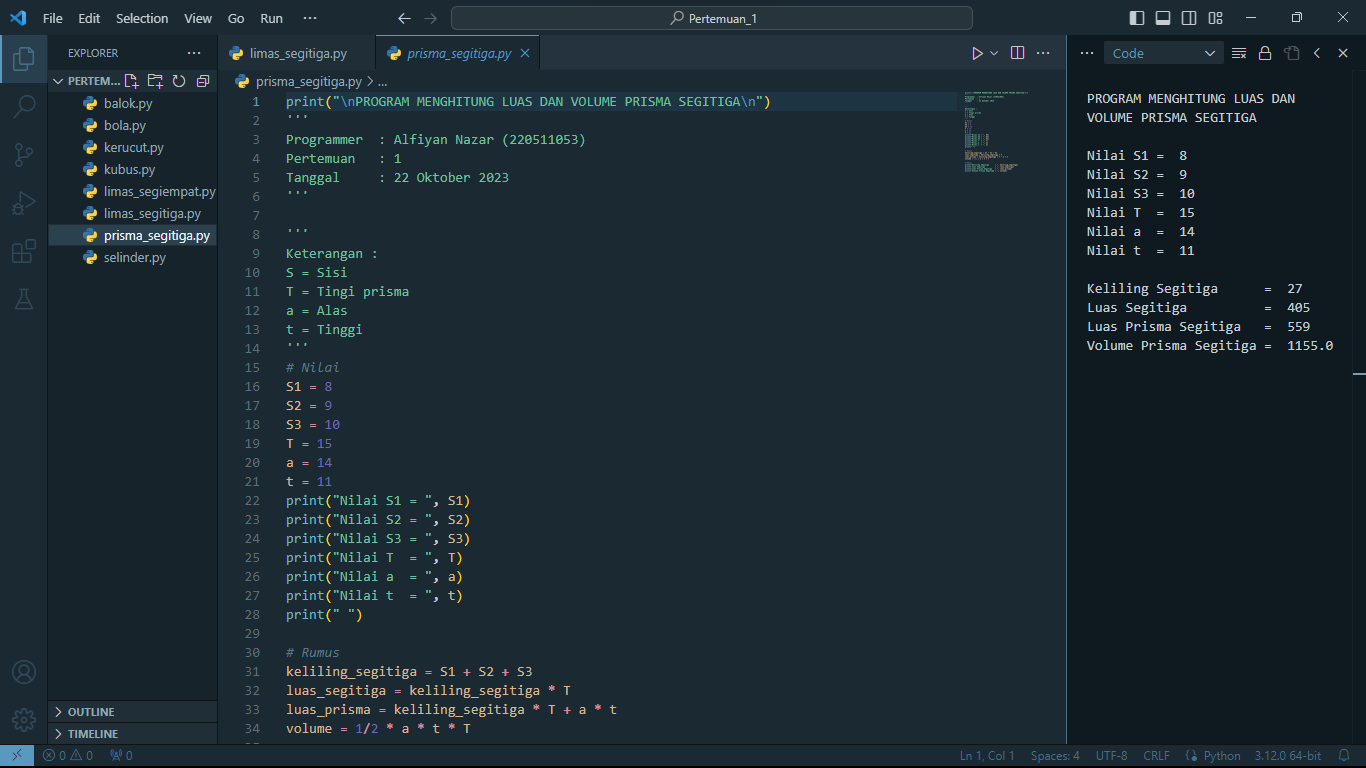 File Edit Selection View Go Run ···
Pertemuan_1
EXPLORER ···
PERTEM...
balok.py
bola.py
kerucut.py
kubus.py
limas_segiempat.py
limas_segitiga.py
prisma_segitiga.py
selinder.py
OUTLINE
TIMELINE
limas_segitiga.py
prisma_segitiga.py
prisma_segitiga.py > ...
1 print("\nPROGRAM MENGHITUNG LUAS DAN VOLUME PRISMA SEGITIGA\n")
2 '''
3 Programmer  : Alfiyan Nazar (220511053)
4 Pertemuan   : 1
5 Tanggal     : 22 Oktober 2023
6 '''
7
8 '''
9 Keterangan :
10 S = Sisi
11 T = Tingi prisma
12 a = Alas
13 t = Tinggi
14 '''
15 # Nilai
16 S1 = 8
17 S2 = 9
18 S3 = 10
19 T = 15
20 a = 14
21 t = 11
22 print("Nilai S1 = ", S1)
23 print("Nilai S2 = ", S2)
24 print("Nilai S3 = ", S3)
25 print("Nilai T  = ", T)
26 print("Nilai a  = ", a)
27 print("Nilai t  = ", t)
28 print(" ")
29
30 # Rumus
31 keliling_segitiga = S1 + S2 + S3
32 luas_segitiga = keliling_segitiga * T
33 luas_prisma = keliling_segitiga * T + a * t
34 volume = 1/2 * a * t * T
Code
PROGRAM MENGHITUNG LUAS DAN
VOLUME PRISMA SEGITIGA
Nilai S1 =  8
Nilai S2 =  9
Nilai S3 =  10
Nilai T  =  15
Nilai a  =  14
Nilai t  =  11
Keliling Segitiga      =  27
Luas Segitiga          =  405
Luas Prisma Segitiga   =  559
Volume Prisma Segitiga =  1155.0
0 0 0 Ln 1, Col 1 Spaces: 4 UTF-8 CRLF Python 3.12.0 64-bit